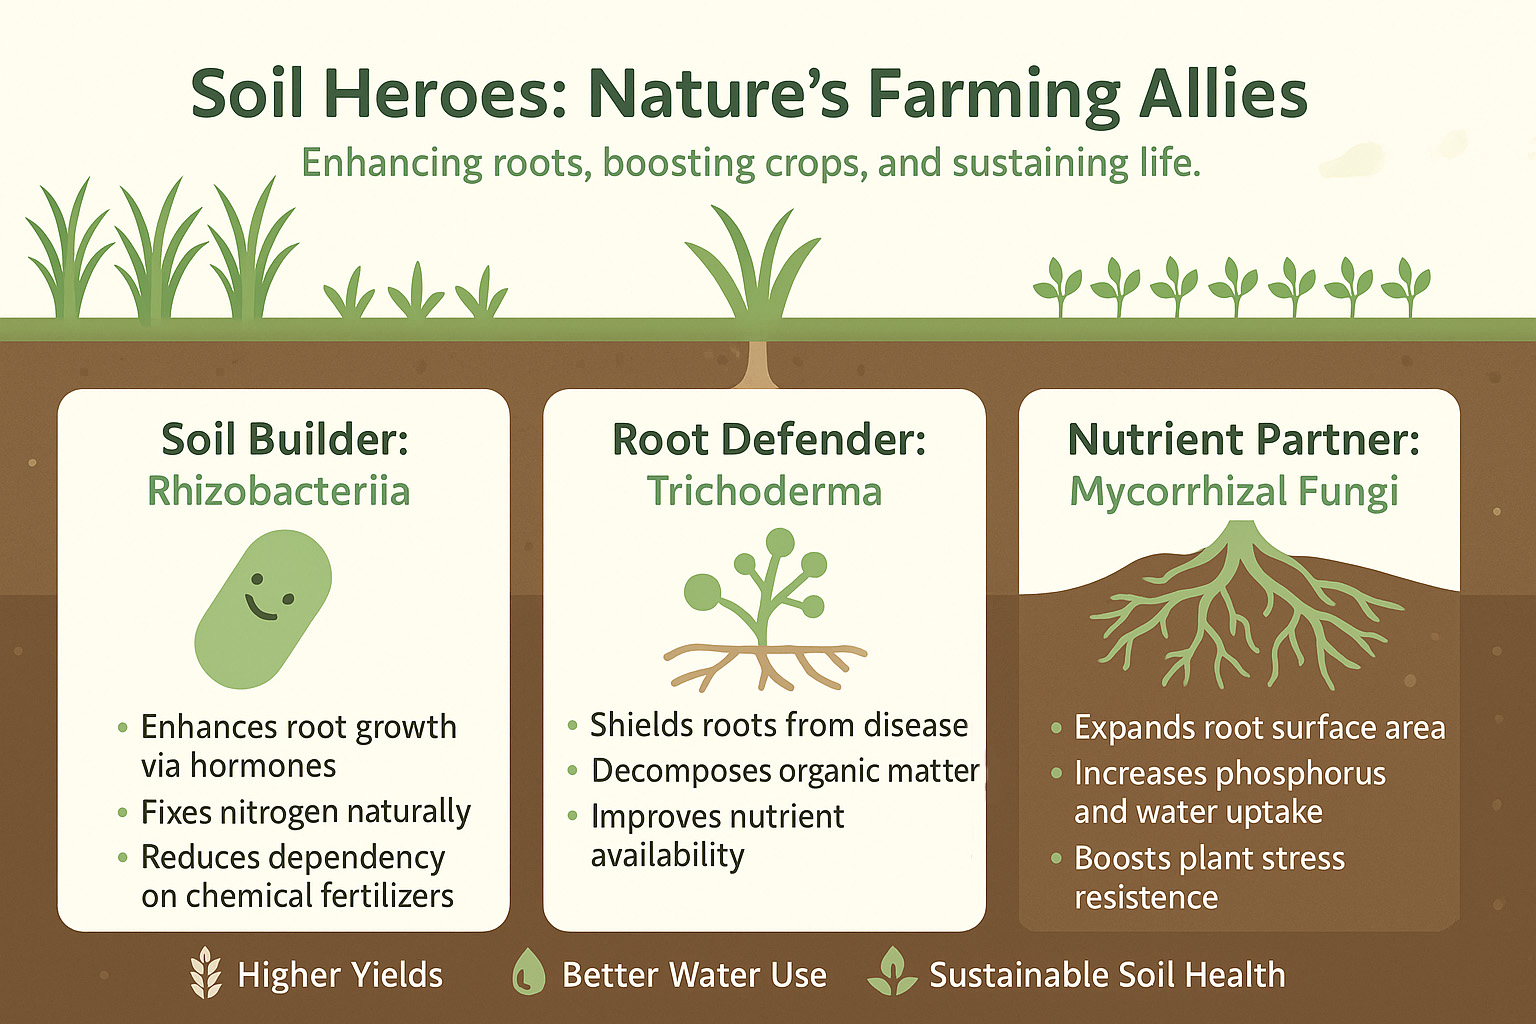 Soil Heroes: Nature’s Farming Allies
Enhancing roots, boosting crops, and sustaining life.
Soil Builder:
Rhizobacteriia
• Enhances root growth
via hormones
• Fixes nitrogen naturally
• Reduces dependency
on chemical fertilizers
Root Defender:
Trichoderma
• Shields roots from disease
• Decomposes organic matter
• Improves nutrient
availability
Nutrient Partner:
Mycorrhizal Fungi
• Expands root surface area
• Increases phosphorus
and water uptake
• Boosts plant stress
resistence
Higher Yields
Better Water Use
Sustainable Soil Health